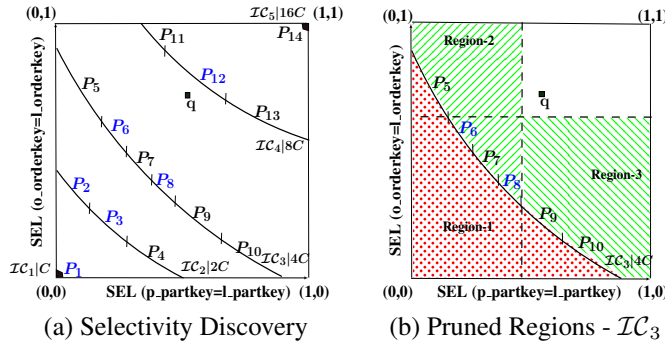 (0,1)
IC5|16C
(1,1)
P11
P14
P12
q
P5
P13
P6
IC4|8C
P7
P2
P8
P3
P9
P4
P10
IC1|C
P1
IC2|2C
IC3|4C
(0,0)
SEL (p_partkey=l_partkey)
(1,0)
SEL (o_orderkey=l_orderkey)
(a) Selectivity Discovery
(0,1)
(1,1)
Region-2
P5
q
P6
P7
P8
Region-3
P9
Region-1
P10
IC3|4C
(0,0)
SEL (p_partkey=l_partkey)
(1,0)
SEL (o_orderkey=l_orderkey)
(b) Pruned Regions - IC3